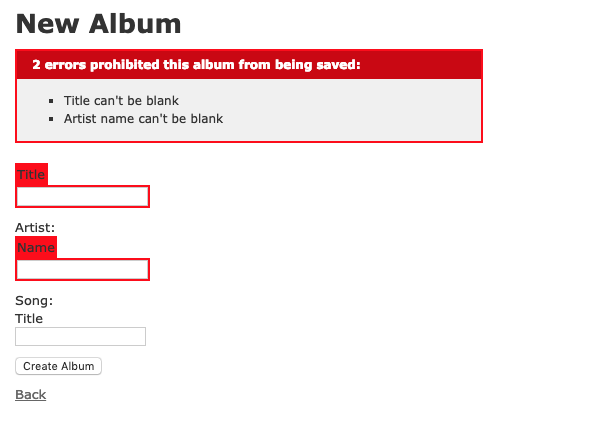 New Album
2 errors prohibited this album from being saved:
Title can't be blank
Artist name can't be blank
Title
Artist:
Name
Song:
Title
Create Album
Back